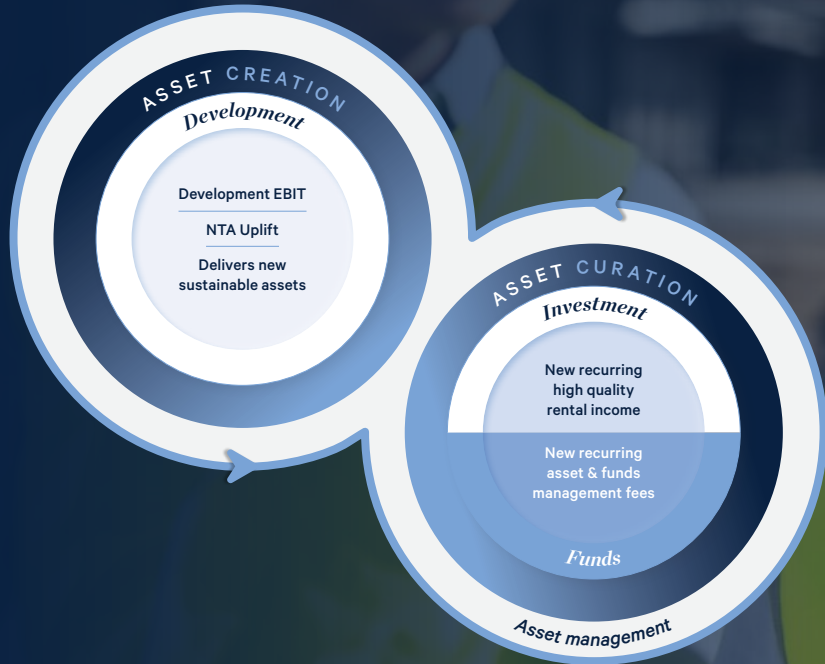 ASSET CREATION
Development
Development EBIT
NTA Uplift
Delivers new
sustainable assets
ASSET CURATION
Investment
New recurring
high quality
rental income
New recurring
asset & funds
management fees
Funds
Asset management